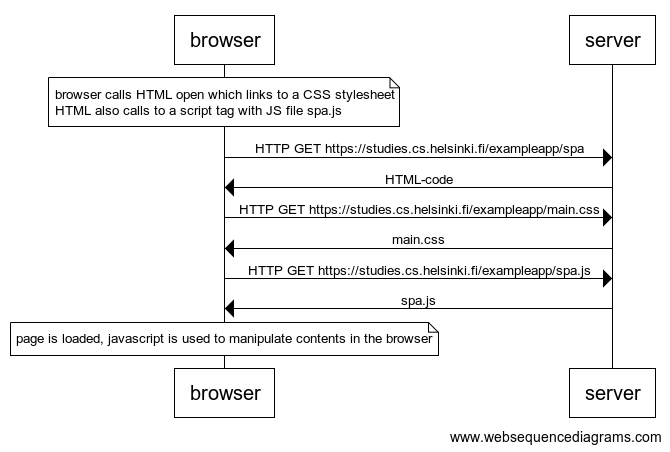 browser
server
browser calls HTML open which links to a CSS stylesheet
HTML also calls to a script tag with JS file spa.js
HTTP GET https://studies.cs.helsinki.fi/exampleapp/spa
HTML-code
HTTP GET https://studies.cs.helsinki.fi/exampleapp/main.css
main.css
HTTP GET https://studies.cs.helsinki.fi/exampleapp/spa.js
spa.js
page is loaded, javascript is used to manipulate contents in the browser
browser
server
www.websequencediagrams.com